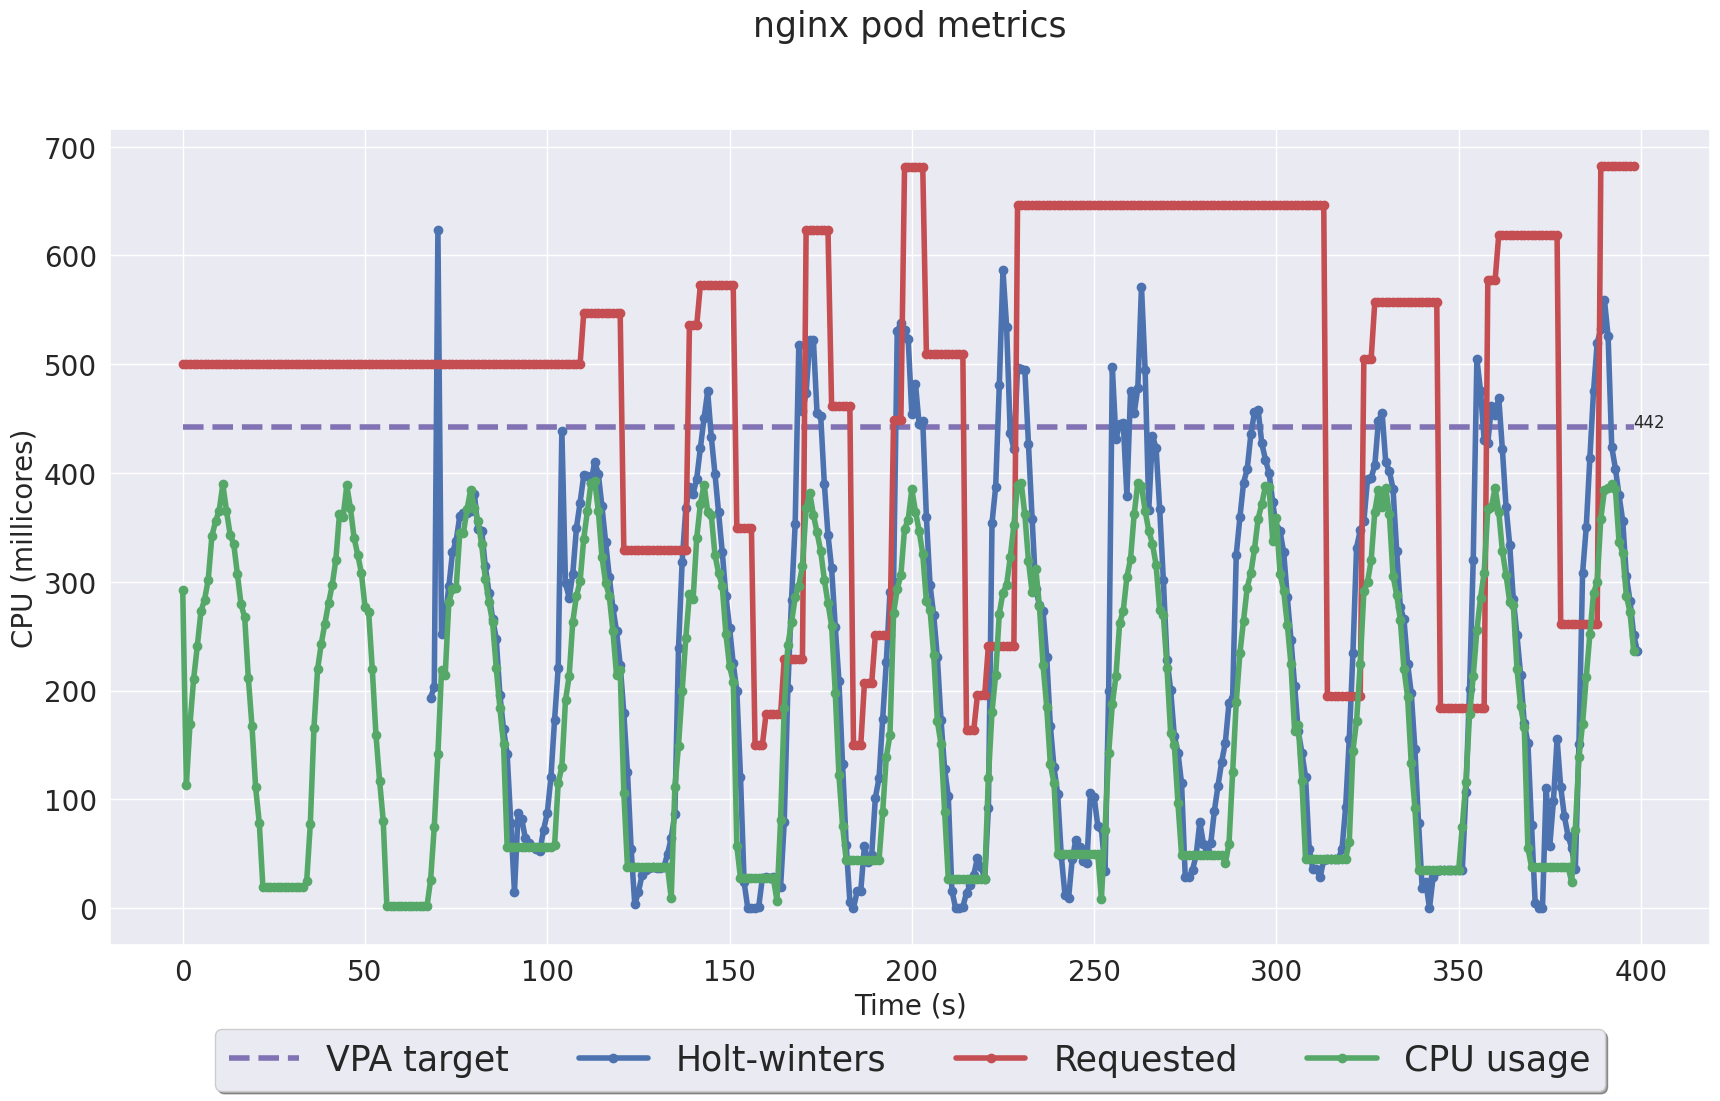 nginx pod metrics
700
600
500
400
300
200
100
0
CPU (millicores)
442
0 50 100 150 200 250 300 350 400
Time (s)
VPA target Holt-winters Requested CPU usage